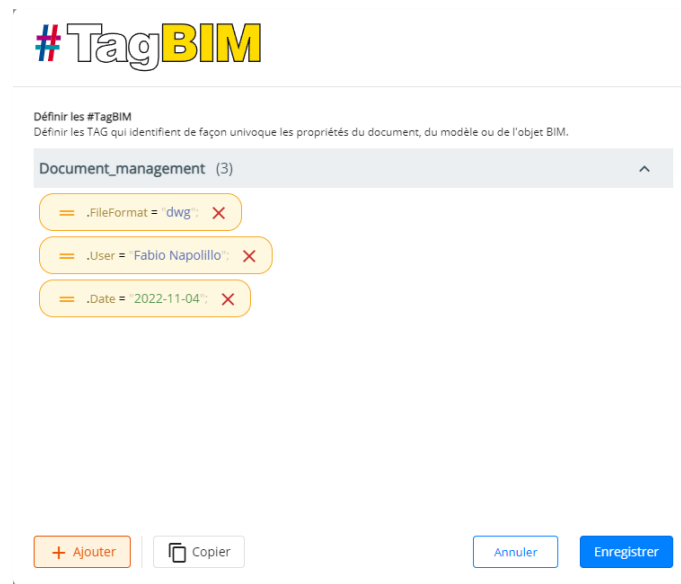 #TagBIM
Définir les #TagBIM
Définir les TAG qui identifient de façon univoque les propriétés du document, du modèle ou de l'objet BIM.
Document_management (3)
.FileFormat = "dwg";
.User = "Fabio Napolillo";
.Date = "2022-11-04";
+ Ajouter
Copier
Annuler
Enregistrer